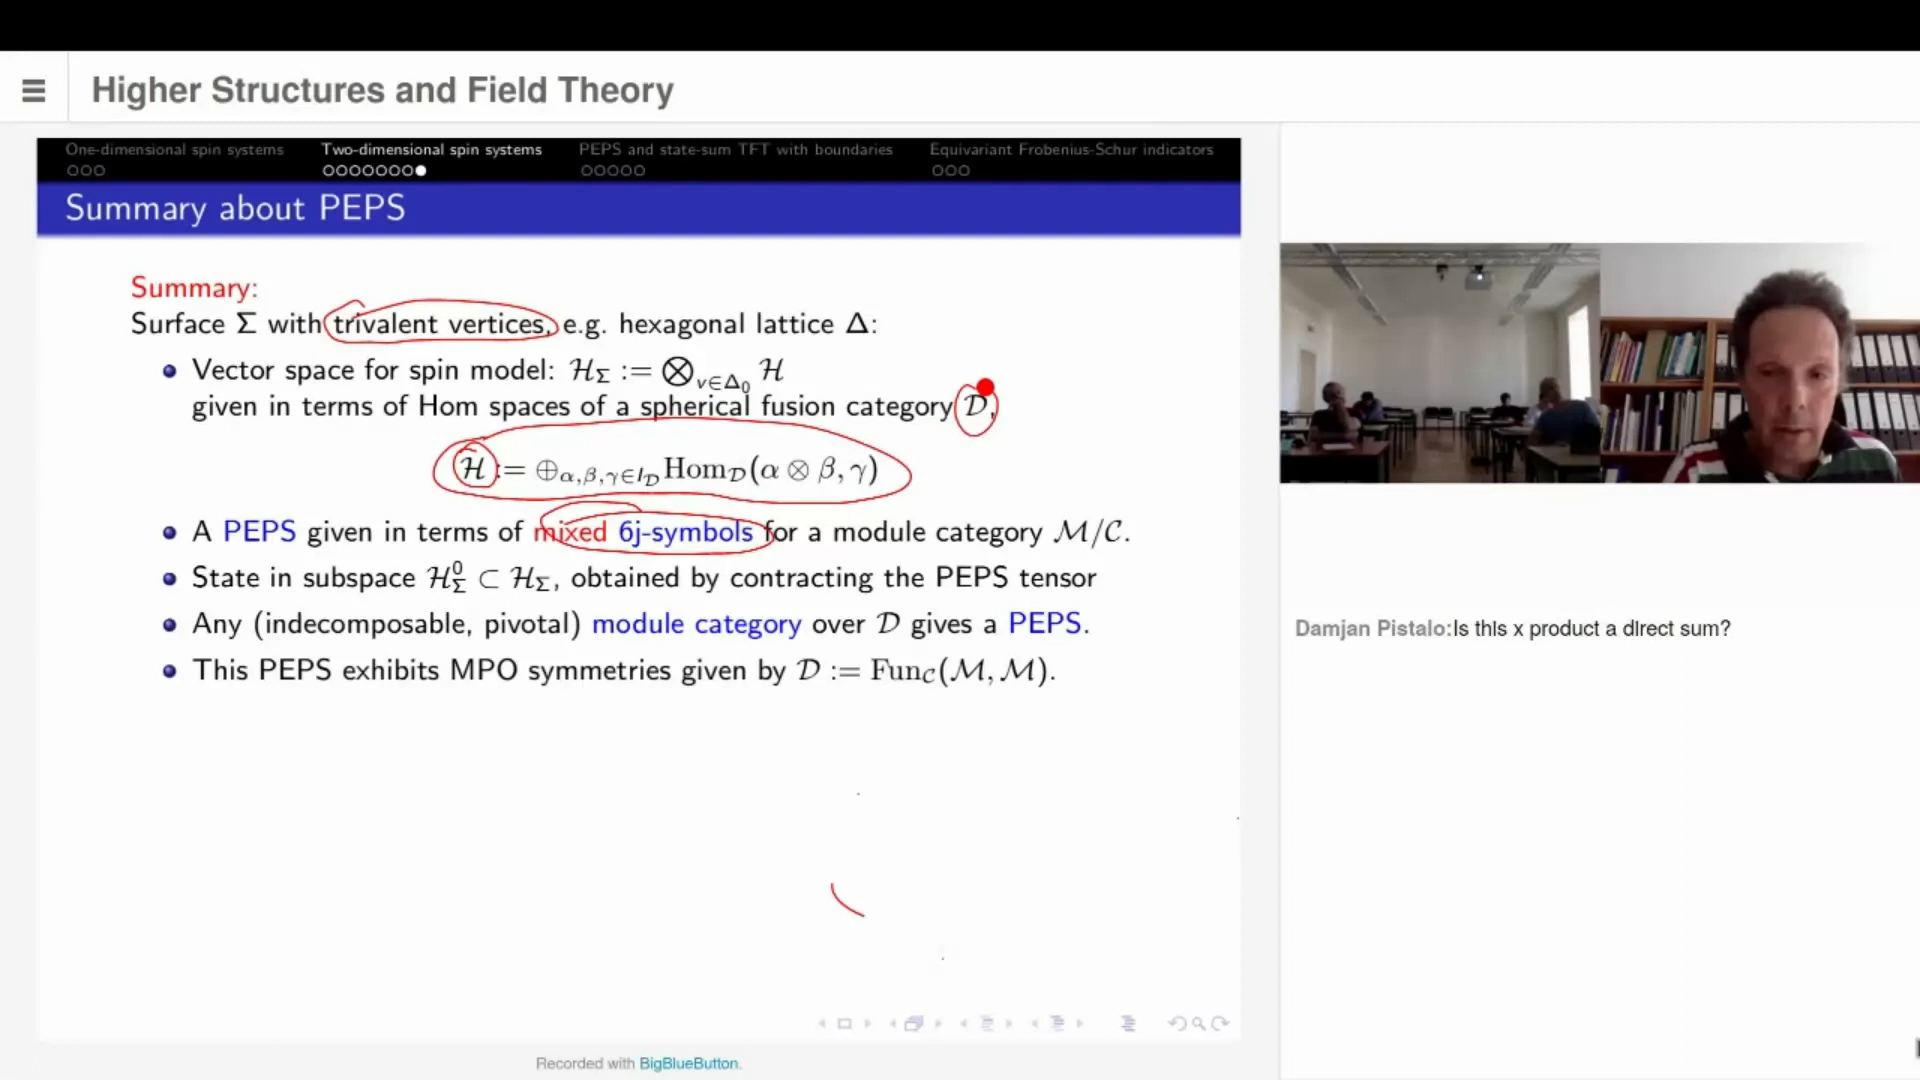 Higher Structures and Field Theory
One-dimensional spin systems
Two-dimensional spin systems
PEPS and state-sum TFT with boundaries
Equivariant Frobenius-Schur indicators
Summary about PEPS
Summary:
Surface Σ with trivalent vertices, e.g. hexagonal lattice Δ:
Vector space for spin model: ℋ_Σ := ⨂_{v∈Δ₀} ℋ
given in terms of Hom spaces of a spherical fusion category 𝒟,
ℋ := ⊕_{α,β,γ∈I_𝒟} Hom_𝒟(α ⊗ β, γ)
A PEPS given in terms of mixed 6j-symbols for a module category ℳ/𝒞.
State in subspace ℋ⁰_Σ ⊂ ℋ_Σ, obtained by contracting the PEPS tensor
Any (indecomposable, pivotal) module category over 𝒟 gives a PEPS.
This PEPS exhibits MPO symmetries given by 𝒟 := Fun_𝒞(ℳ, ℳ).
Damjan Pistalo:Is this x product a direct sum?
Recorded with BigBlueButton.